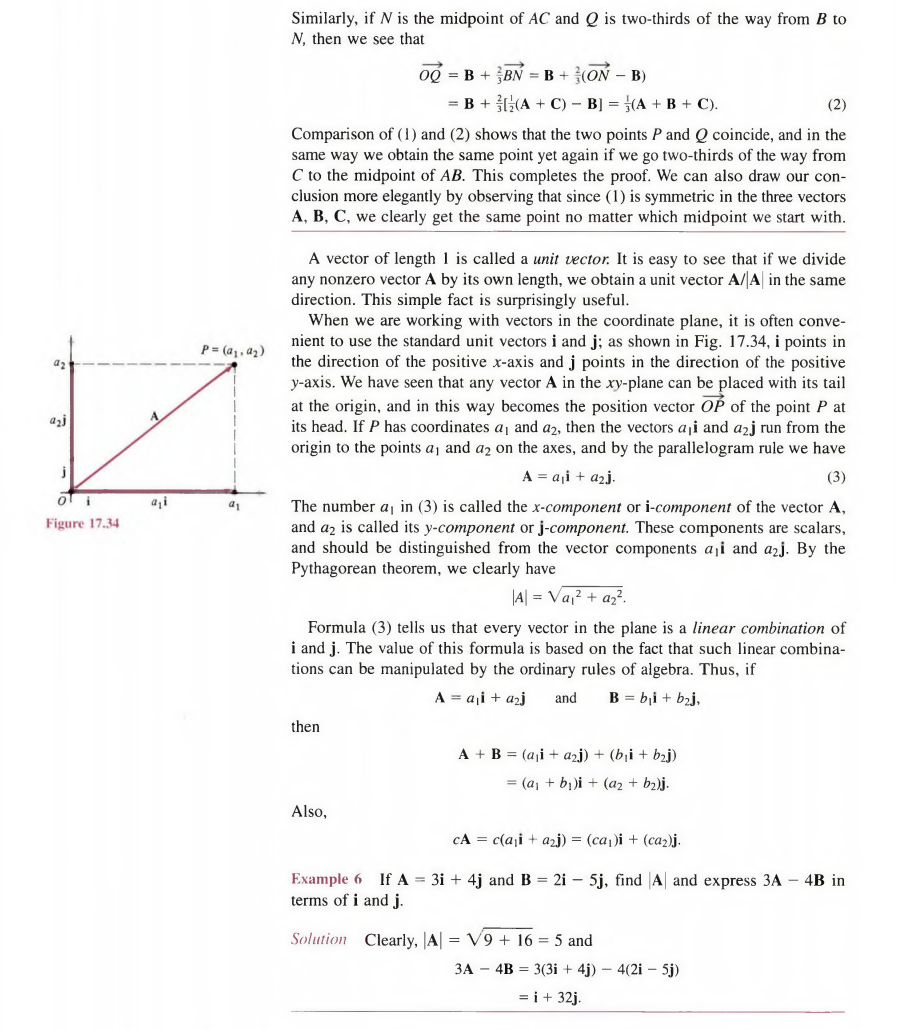 Similarly, if N is the midpoint of AC and Q is two-thirds of the way from B to
N, then we see that
OQ⃗ = B + ⅔BN⃗ = B + ⅔(ON⃗ − B)
= B + ⅔[½(A + C) − B] = ⅓(A + B + C). (2)
Comparison of (1) and (2) shows that the two points P and Q coincide, and in the
same way we obtain the same point yet again if we go two-thirds of the way from
C to the midpoint of AB. This completes the proof. We can also draw our con-
clusion more elegantly by observing that since (1) is symmetric in the three vectors
A, B, C, we clearly get the same point no matter which midpoint we start with.
A vector of length 1 is called a unit vector. It is easy to see that if we divide
any nonzero vector A by its own length, we obtain a unit vector A/|A| in the same
direction. This simple fact is surprisingly useful.
When we are working with vectors in the coordinate plane, it is often conve-
nient to use the standard unit vectors i and j; as shown in Fig. 17.34, i points in
the direction of the positive x-axis and j points in the direction of the positive
y-axis. We have seen that any vector A in the xy-plane can be placed with its tail
at the origin, and in this way becomes the position vector OP⃗ of the point P at
its head. If P has coordinates a₁ and a₂, then the vectors a₁i and a₂j run from the
origin to the points a₁ and a₂ on the axes, and by the parallelogram rule we have
A = a₁i + a₂j. (3)
The number a₁ in (3) is called the x-component or i-component of the vector A,
and a₂ is called its y-component or j-component. These components are scalars,
and should be distinguished from the vector components a₁i and a₂j. By the
Pythagorean theorem, we clearly have
|A| = √a₁² + a₂².
Formula (3) tells us that every vector in the plane is a linear combination of
i and j. The value of this formula is based on the fact that such linear combina-
tions can be manipulated by the ordinary rules of algebra. Thus, if
A = a₁i + a₂j and B = b₁i + b₂j,
then
A + B = (a₁i + a₂j) + (b₁i + b₂j)
= (a₁ + b₁)i + (a₂ + b₂)j.
Also,
cA = c(a₁i + a₂j) = (ca₁)i + (ca₂)j.
Example 6 If A = 3i + 4j and B = 2i − 5j, find |A| and express 3A − 4B in
terms of i and j.
Solution Clearly, |A| = √9 + 16 = 5 and
3A − 4B = 3(3i + 4j) − 4(2i − 5j)
= i + 32j.
P = (a₁, a₂)
a₂
A
a₂j
j
O i a₁i a₁
Figure 17.34